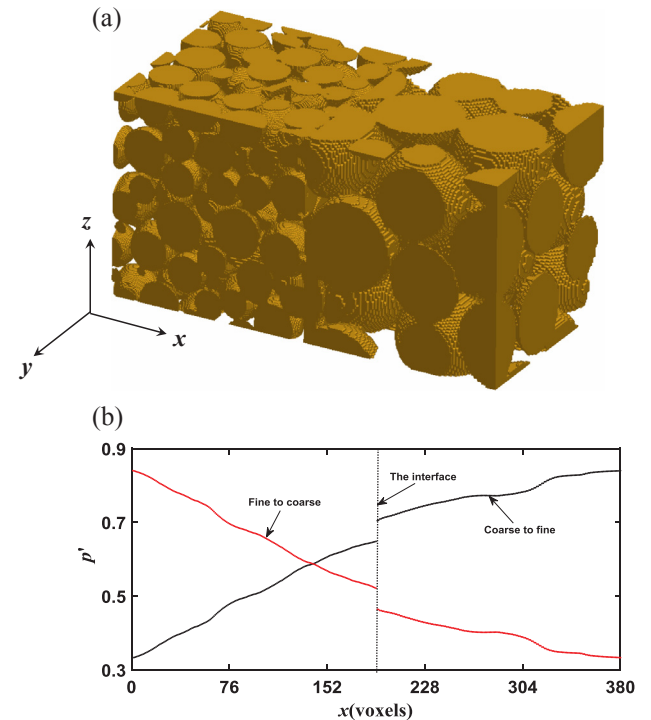 (a)
z
x
y
(b)
0.9
The interface
Fine to coarse
Coarse to fine
0.7
p'
0.5
0.3
0 76 152 228 304 380
x(voxels)